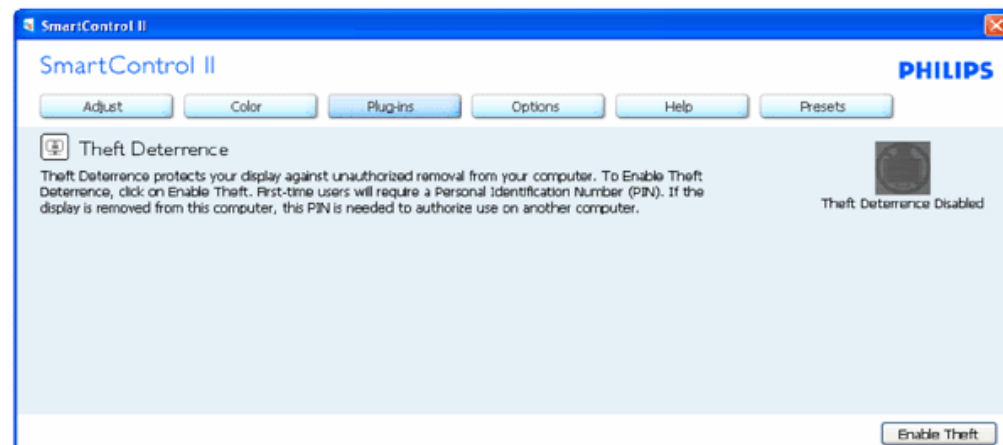 SmartControl II
SmartControl II
PHILIPS
Adjust Color Plug-ins Options Help Presets
Theft Deterrence
Theft Deterrence protects your display against unauthorized removal from your computer. To Enable Theft
Deterrence, click on Enable Theft. First-time users will require a Personal Identification Number (PIN). If the
display is removed from this computer, this PIN is needed to authorize use on another computer.
Theft Deterrence Disabled
Enable Theft